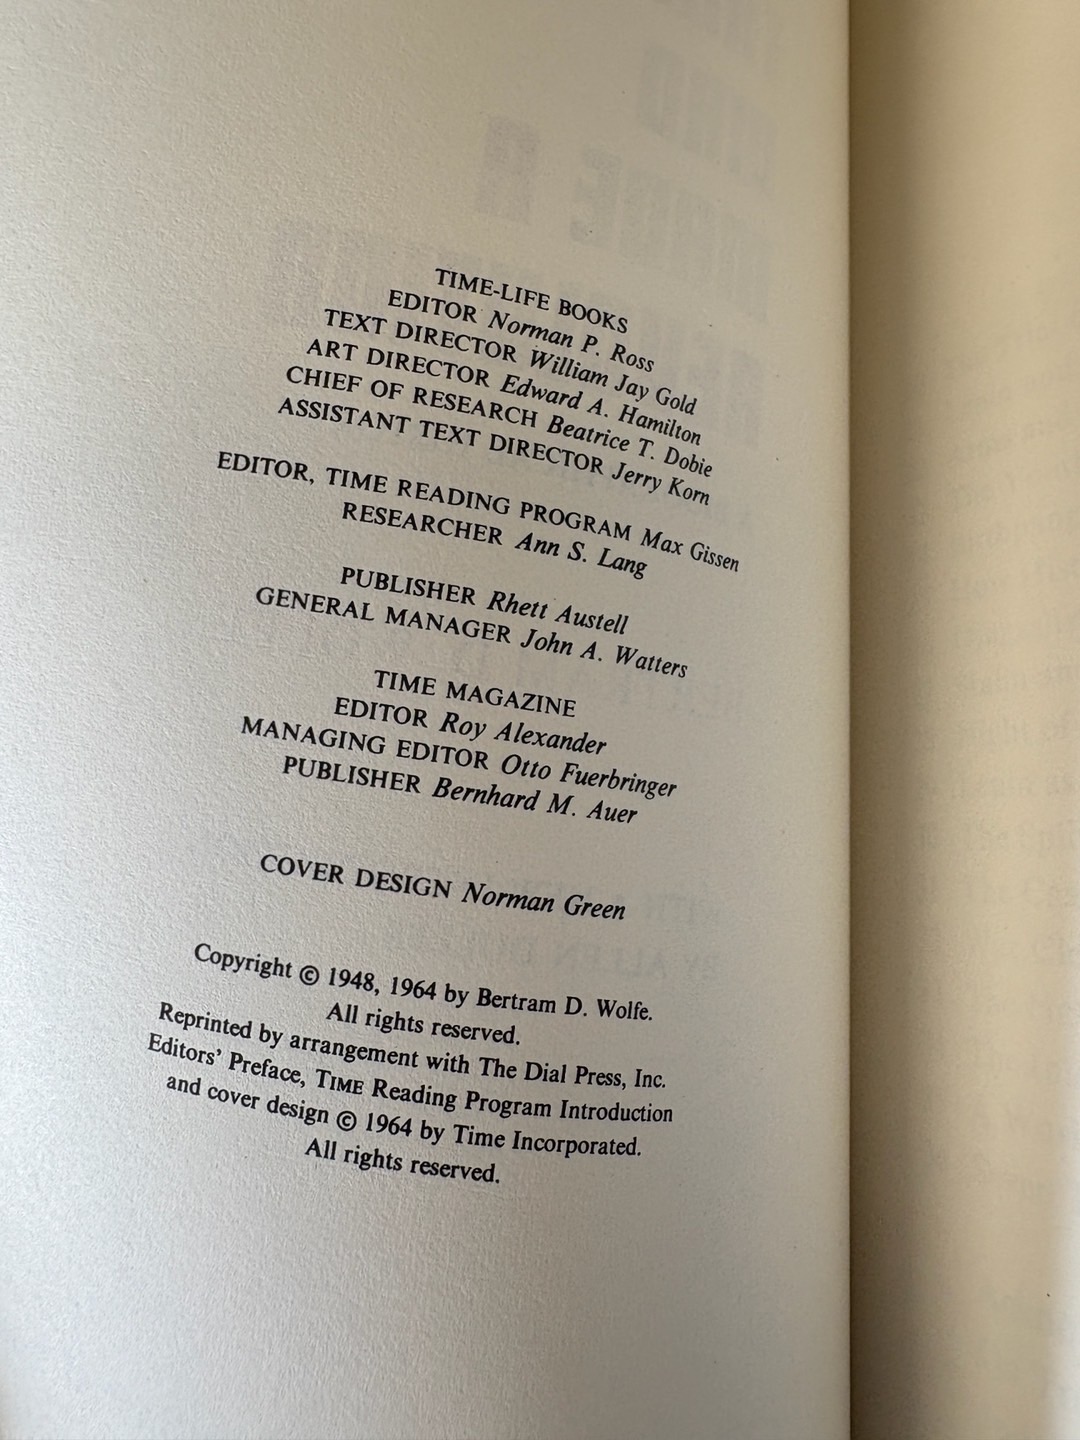 TIME-LIFE BOOKS
EDITOR Norman P. Ross
TEXT DIRECTOR William Jay Gold
ART DIRECTOR Edward A. Hamilton
CHIEF OF RESEARCH Beatrice T. Dobie
ASSISTANT TEXT DIRECTOR Jerry Korn
EDITOR, TIME READING PROGRAM Max Gissen
RESEARCHER Ann S. Lang
PUBLISHER Rhett Austell
GENERAL MANAGER John A. Watters
TIME MAGAZINE
EDITOR Roy Alexander
MANAGING EDITOR Otto Fuerbringer
PUBLISHER Bernhard M. Auer
COVER DESIGN Norman Green
Copyright © 1948, 1964 by Bertram D. Wolfe.
All rights reserved.
Reprinted by arrangement with The Dial Press, Inc.
Editors' Preface, TIME Reading Program Introduction
and cover design © 1964 by Time Incorporated.
All rights reserved.